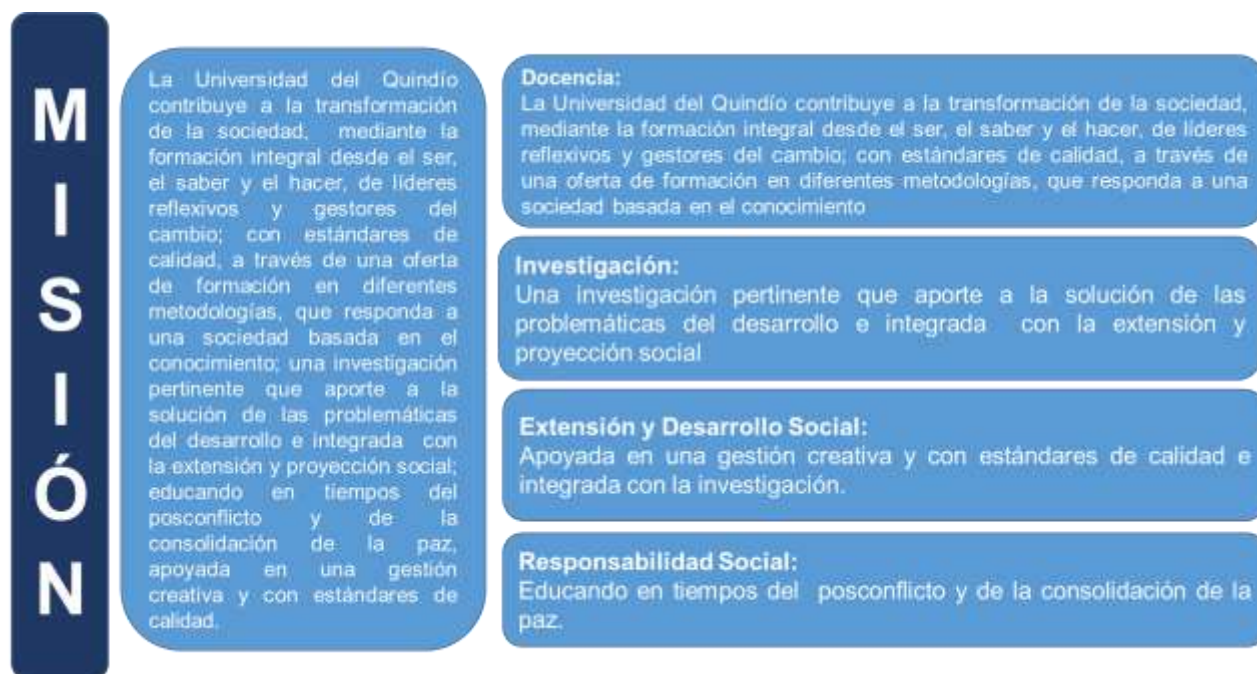 MISIÓN
La Universidad del Quindío
contribuye a la transformación
de la sociedad, mediante la
formación integral desde el ser,
el saber y el hacer, de líderes
reflexivos y gestores del
cambio; con estándares de
calidad, a través de una oferta
de formación en diferentes
metodologías, que responda a
una sociedad basada en el
conocimiento; una investigación
pertinente que aporte a la
solución de las problemáticas
del desarrollo e integrada con
la extensión y proyección social;
educando en tiempos del
posconflicto y de la
consolidación de la paz,
apoyada en una gestión
creativa y con estándares de
calidad.
Docencia:
La Universidad del Quindío contribuye a la transformación de la sociedad,
mediante la formación integral desde el ser, el saber y el hacer, de líderes
reflexivos y gestores del cambio; con estándares de calidad, a través de
una oferta de formación en diferentes metodologías, que responda a una
sociedad basada en el conocimiento
Investigación:
Una investigación pertinente que aporte a la solución de las
problemáticas del desarrollo e integrada con la extensión y
proyección social
Extensión y Desarrollo Social:
Apoyada en una gestión creativa y con estándares de calidad e
integrada con la investigación.
Responsabilidad Social:
Educando en tiempos del posconflicto y de la consolidación de la
paz.